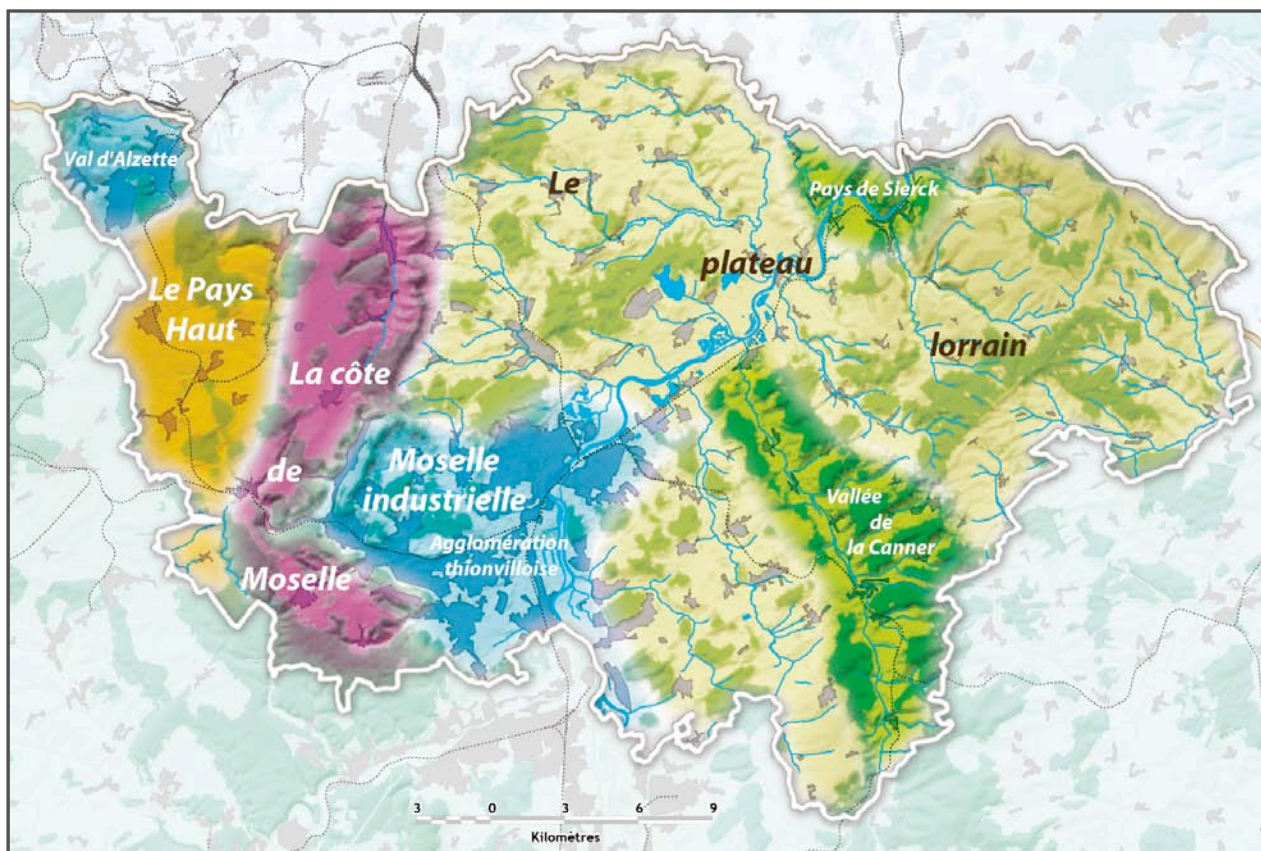 Val d'Alzette
Le Pays
Haut
La côte
de
Moselle
Moselle
industrielle
Agglomération
thionvilloise
Le
plateau
lorrain
Pays de Sierck
Vallée
de
la Canner
3 0 3 6 9
Kilomètres